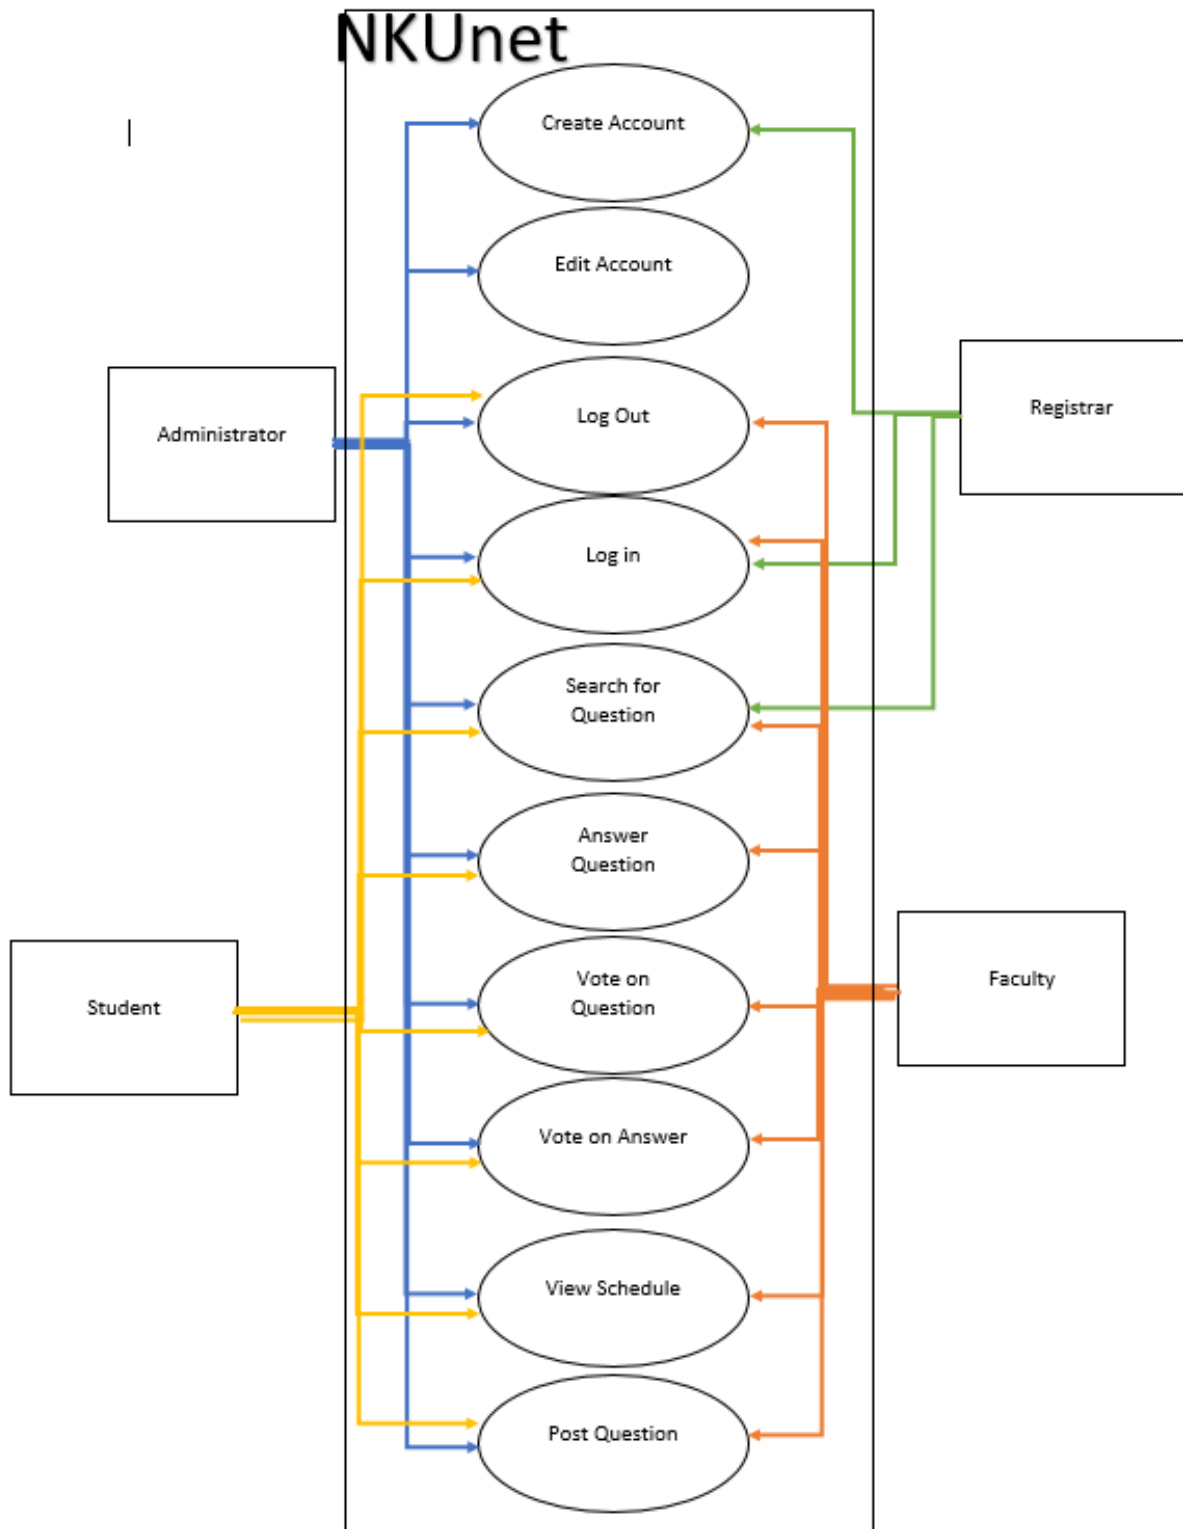 NKUnet
Create Account
Edit Account
Administrator
Log Out
Registrar
Log in
Search for
Question
Answer
Question
Student
Vote on
Question
Faculty
Vote on Answer
View Schedule
Post Question